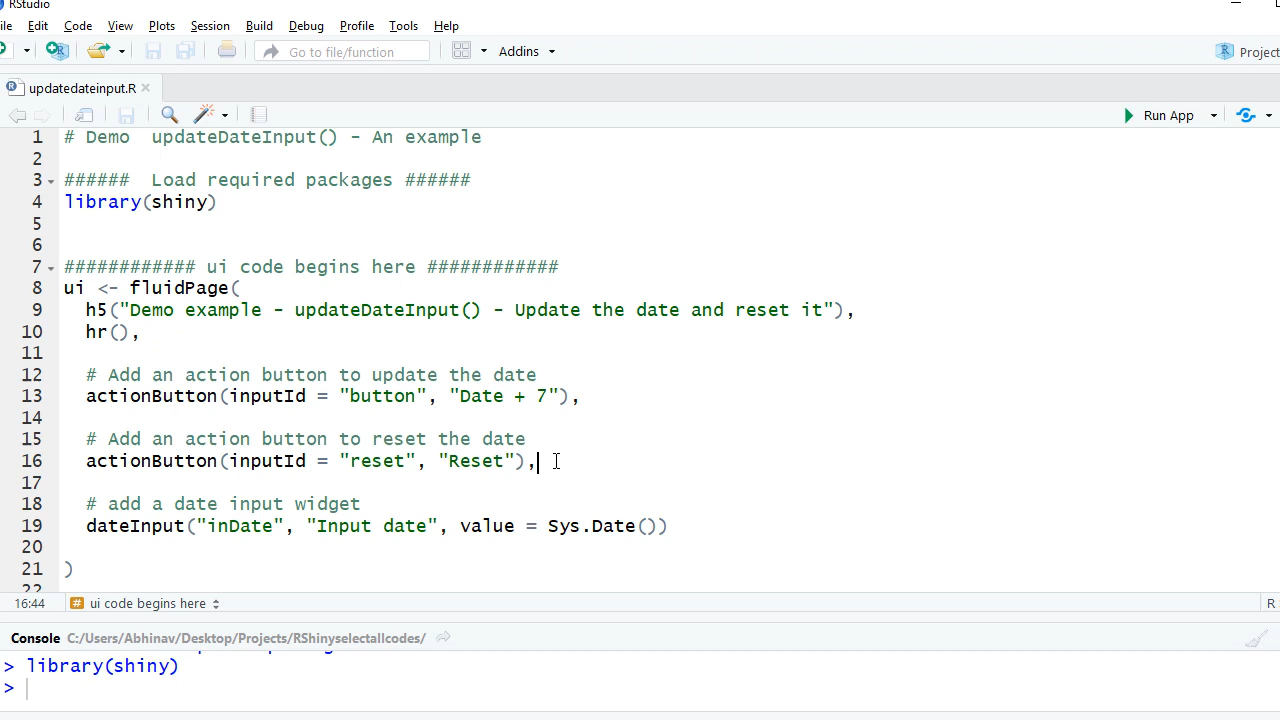 RStudio
ile Edit Code View Plots Session Build Debug Profile Tools Help
Go to file/function Addins Project
updatedateinput.R
Run App
1 # Demo  updateDateInput() - An example
2
3 ######  Load required packages ######
4 library(shiny)
5
6
7 ############ ui code begins here ############
8 ui <- fluidPage(
9   h5("Demo example - updateDateInput() - Update the date and reset it"),
10   hr(),
11
12   # Add an action button to update the date
13   actionButton(inputId = "button", "Date + 7"),
14
15   # Add an action button to reset the date
16   actionButton(inputId = "reset", "Reset"),
17
18   # add a date input widget
19   dateInput("inDate", "Input date", value = Sys.Date())
20
21 )
22
16:44 # ui code begins here R
Console C:/Users/Abhinav/Desktop/Projects/RShinyselectallcodes/
> library(shiny)
>